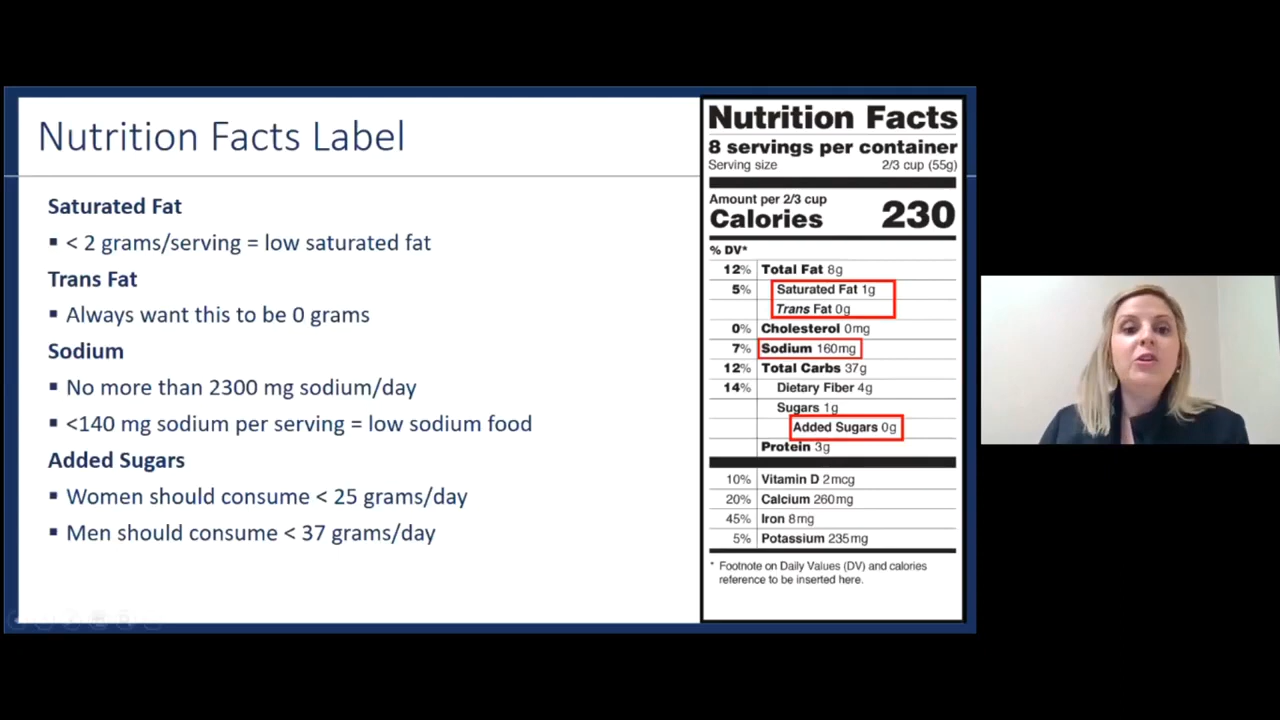 Nutrition Facts Label
Saturated Fat
▪ < 2 grams/serving = low saturated fat
Trans Fat
▪ Always want this to be 0 grams
Sodium
▪ No more than 2300 mg sodium/day
▪ <140 mg sodium per serving = low sodium food
Added Sugars
▪ Women should consume < 25 grams/day
▪ Men should consume < 37 grams/day
Nutrition Facts
8 servings per container
Serving size 2/3 cup (55g)
Amount per 2/3 cup
Calories 230
% DV*
12% Total Fat 8g
5% Saturated Fat 1g
Trans Fat 0g
0% Cholesterol 0mg
7% Sodium 160mg
12% Total Carbs 37g
14% Dietary Fiber 4g
Sugars 1g
Added Sugars 0g
Protein 3g
10% Vitamin D 2mcg
20% Calcium 260mg
45% Iron 8mg
5% Potassium 235mg
* Footnote on Daily Values (DV) and calories
reference to be inserted here.